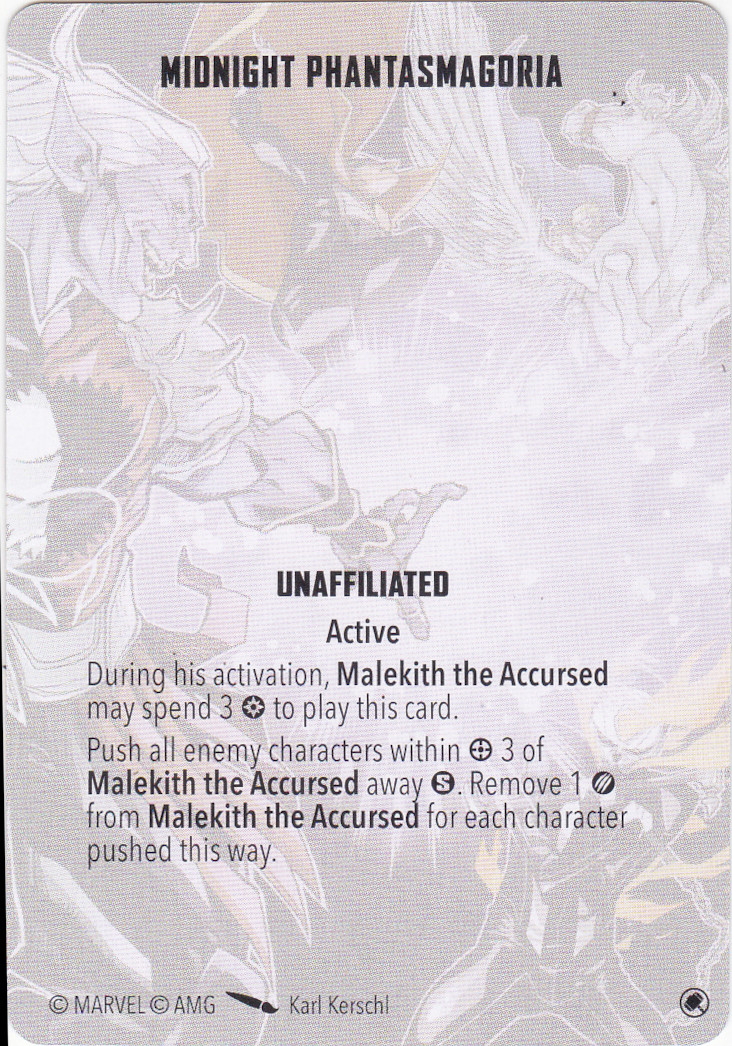 MIDNIGHT PHANTASMAGORIA
UNAFFILIATED
Active
During his activation, Malekith the Accursed
may spend 3 to play this card.
Push all enemy characters within 3 of
Malekith the Accursed away S. Remove 1
from Malekith the Accursed for each character
pushed this way.
© MARVEL © AMG Karl Kerschl